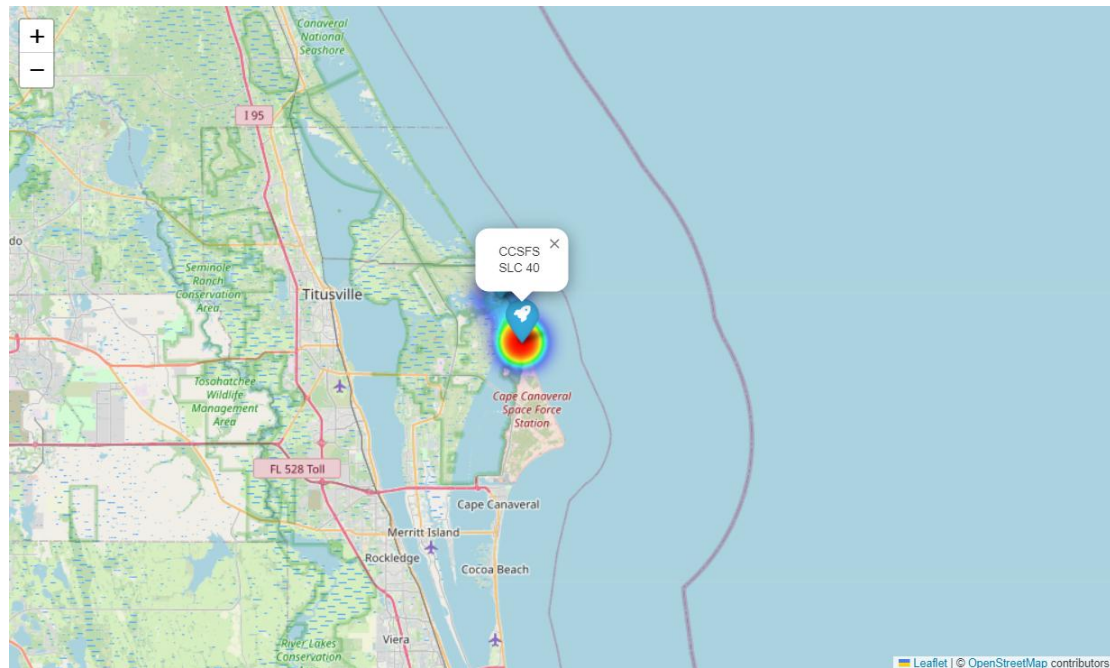 +
−
Canaveral
National
Seashore
I 95
do
CCSFS
SLC 40
×
Seminole
Ranch
Conservation
Area
Titusville
Tosohatchee
Wildlife
Management
Area
Cape Canaveral
Space Force
Station
FL 528 Toll
Cape Canaveral
Merritt Island
Rockledge
Cocoa Beach
Viera
River Lakes
Conservation
Leaflet | © OpenStreetMap contributors